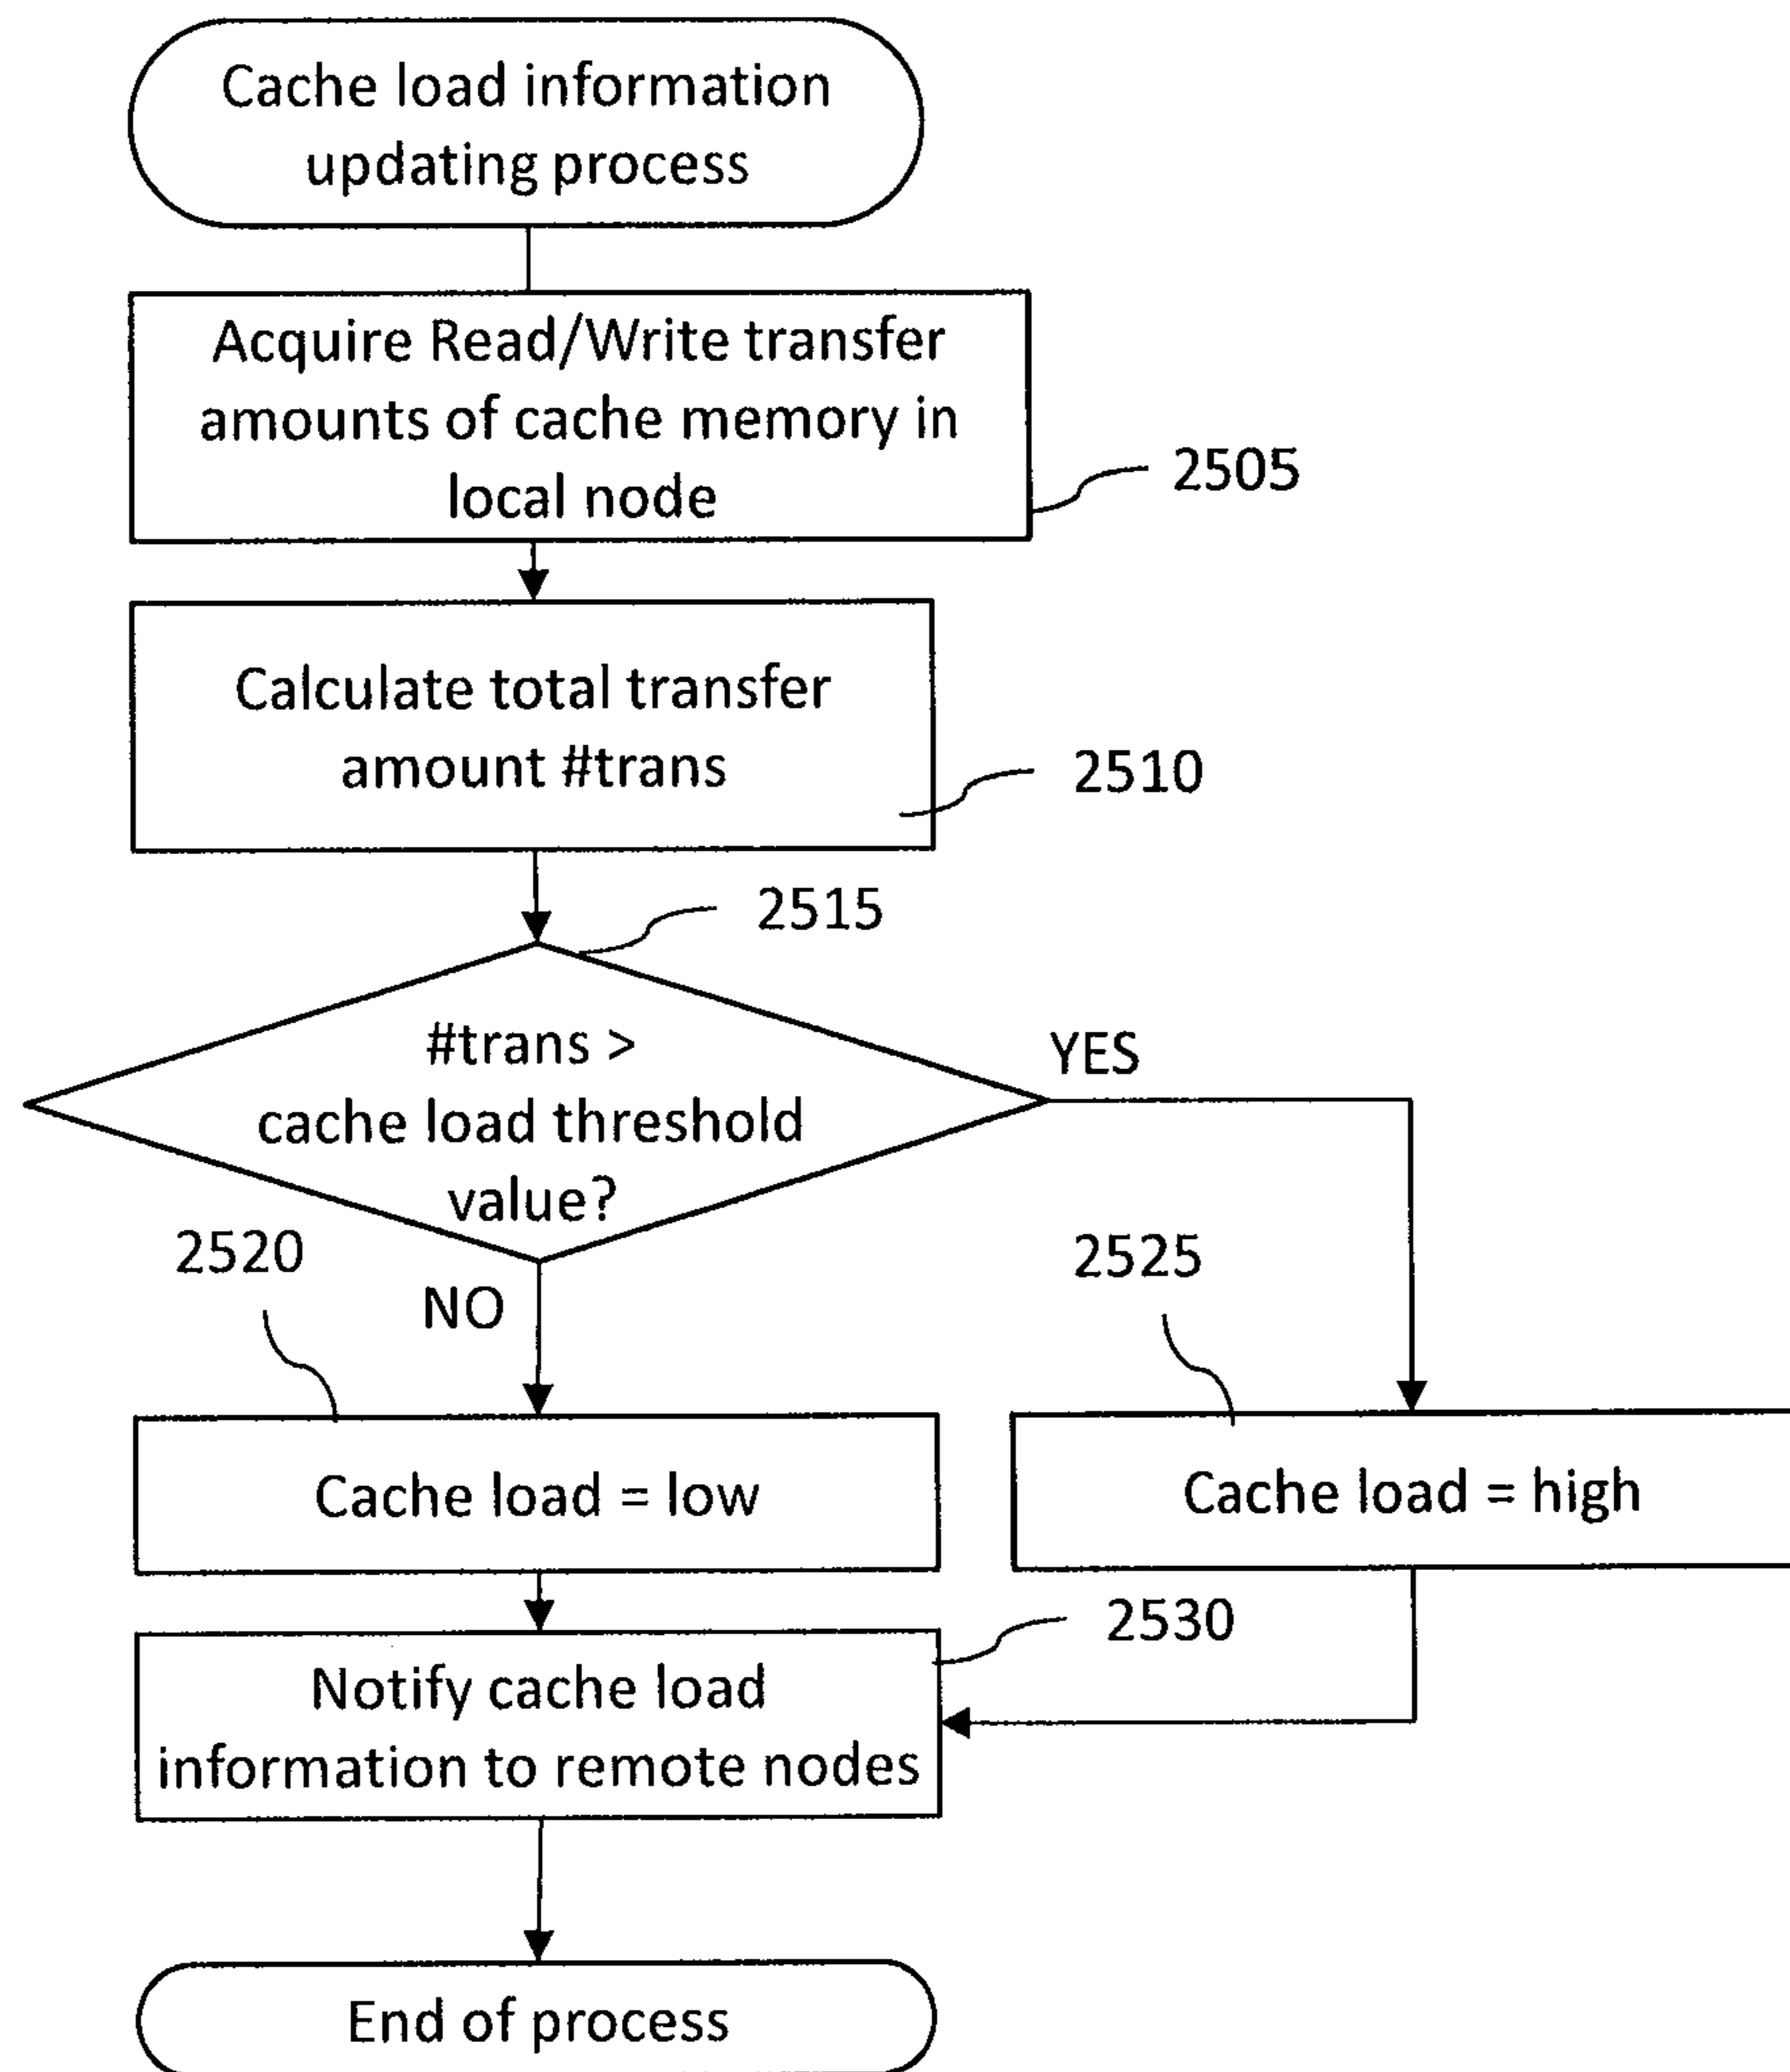 Cache load information
updating process
Acquire Read/Write transfer
amounts of cache memory in
local node
2505
Calculate total transfer
amount #trans
2510
2515
#trans >
cache load threshold
value?
YES
NO
2520
2525
Cache load = low
Cache load = high
2530
Notify cache load
information to remote nodes
End of process